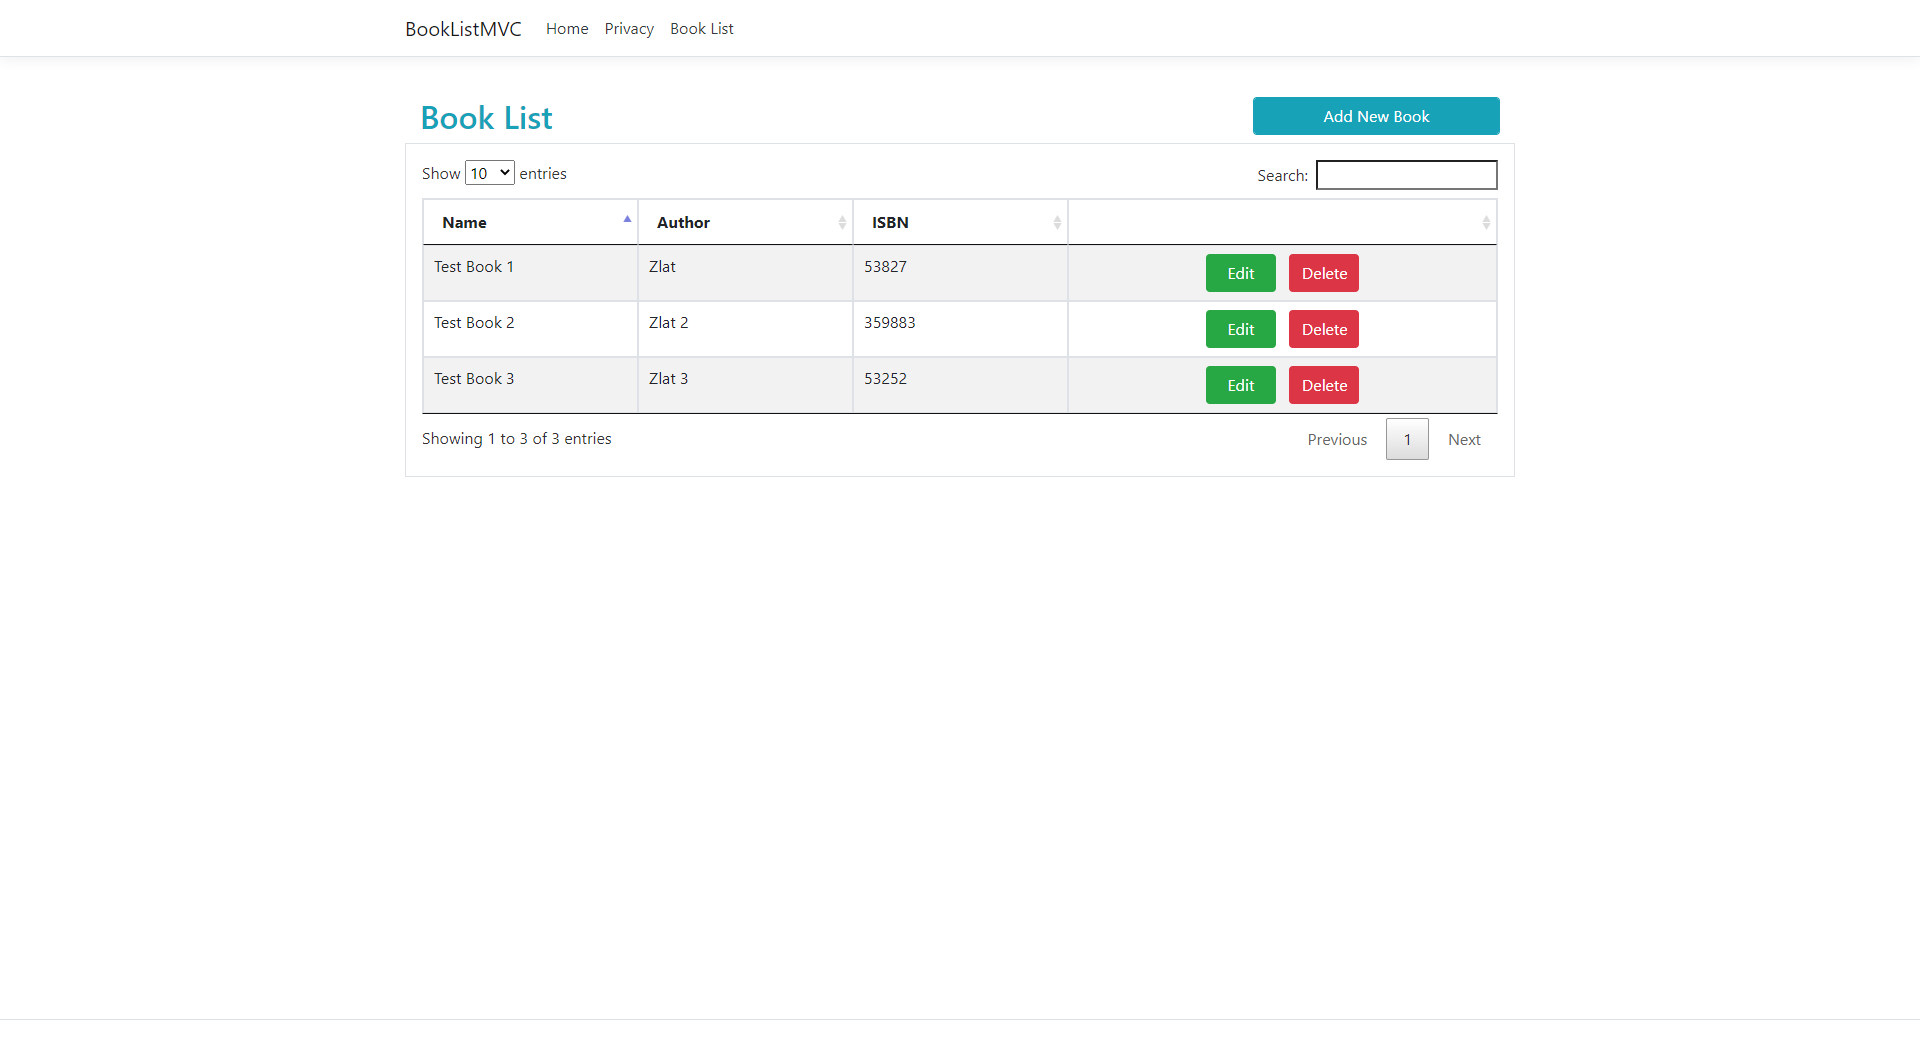 BookListMVC Home Privacy Book List
Book List Add New Book
Show 10 entries Search:
Name Author ISBN
Test Book 1 Zlat 53827 Edit Delete
Test Book 2 Zlat 2 359883 Edit Delete
Test Book 3 Zlat 3 53252 Edit Delete
Showing 1 to 3 of 3 entries Previous 1 Next